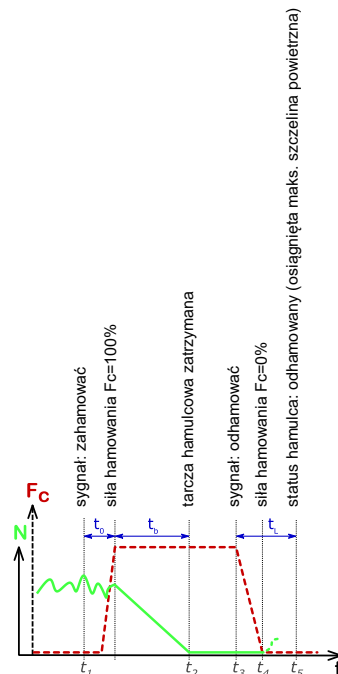 sygnał: zahamować
siła hamowania Fc=100%
tarcza hamulcowa zatrzymana
sygnał: odhamować
siła hamowania Fc=0%
status hamulca: odhamowany (osiągnięta maks. szczelina powietrzna)
Fc
N
t0
tb
tL
t1
t2
t3
t4
t5
t